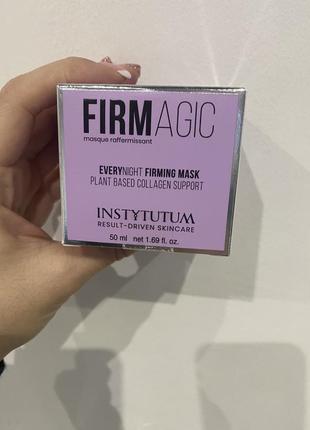 FIRMAGIC
masque raffermissant
EVERYNIGHT FIRMING MASK
PLANT BASED COLLAGEN SUPPORT
INSTYTUTUM
RESULT-DRIVEN SKINCARE
50 ml net 1.69 fl. oz.